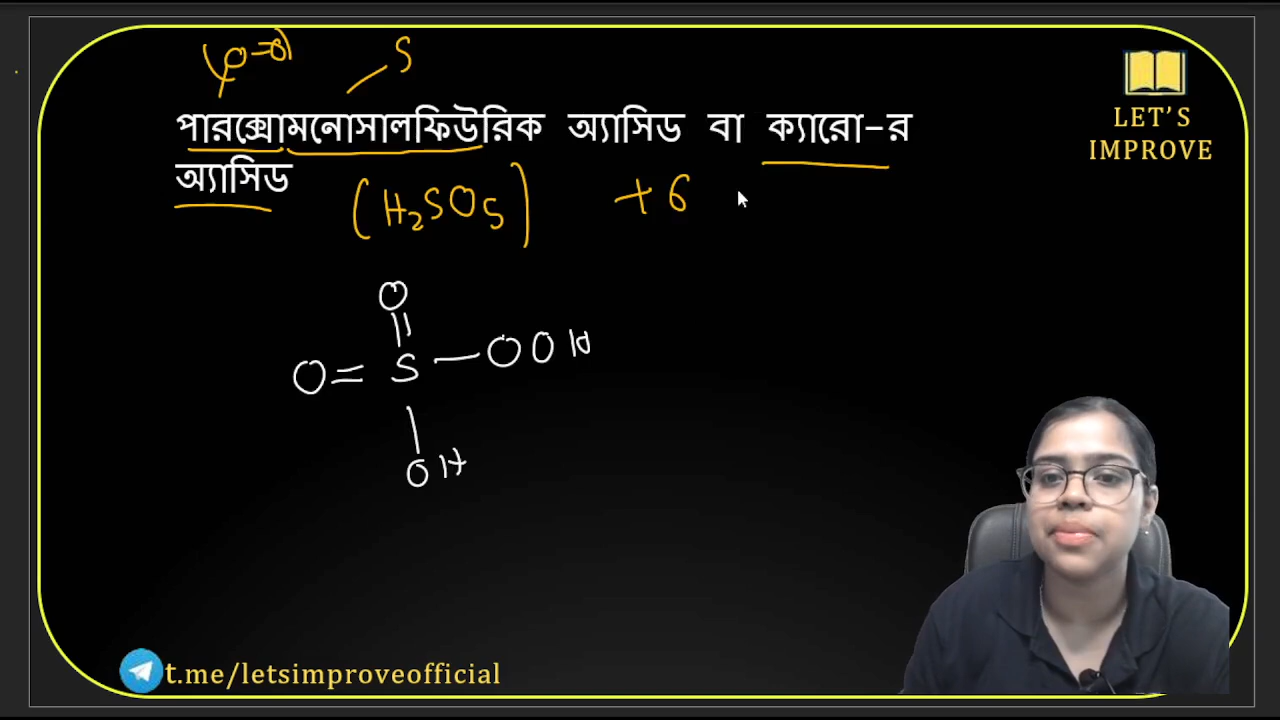 (O=O) S
পারক্সোমনোসালফিউরিক অ্যাসিড বা ক্যারো-র
অ্যাসিড (H₂SO₅) +6
LET'S
IMPROVE
O
||
O= S —OOH
|
OH
t.me/letsimproveofficial